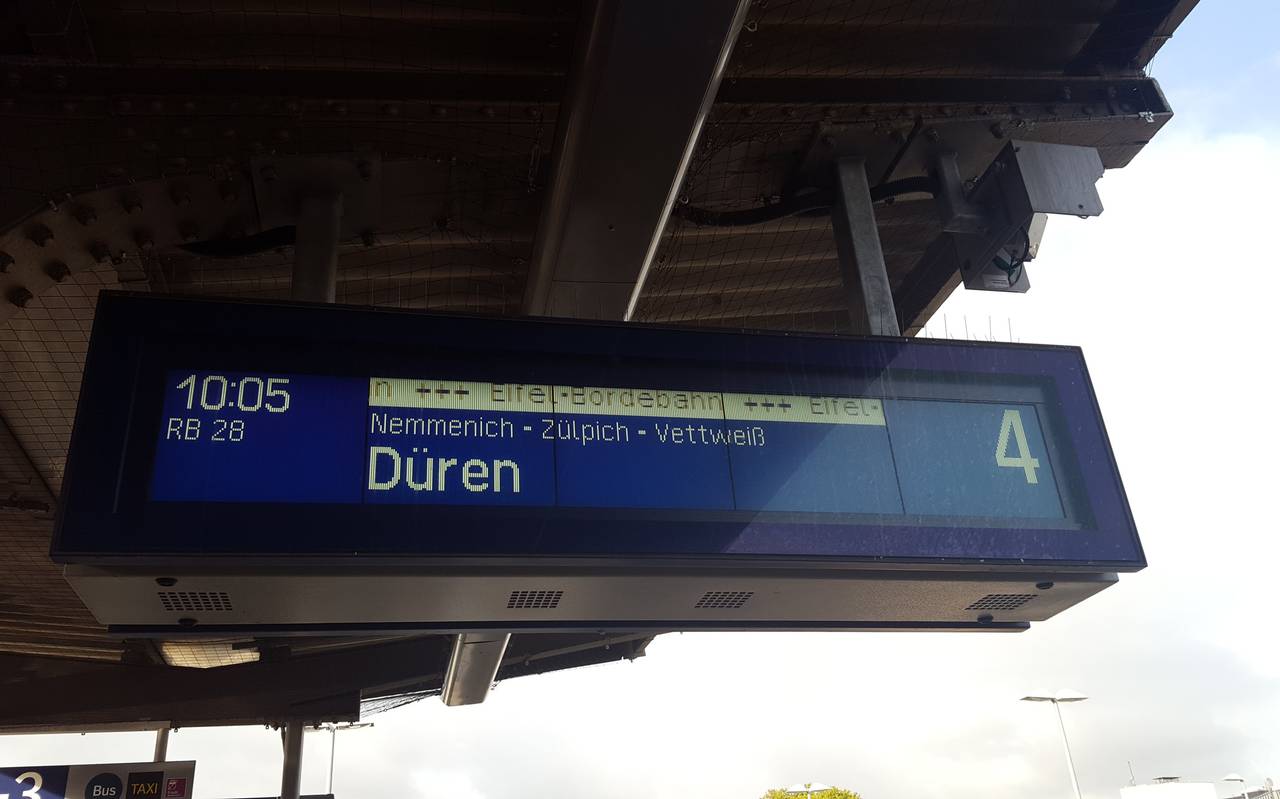 10:05
RB 28
n +++ Eifel-Bördebahn +++ Eifel-
Nemmenich - Zülpich - Vettweiß
Düren
4
3
Bus
TAXI